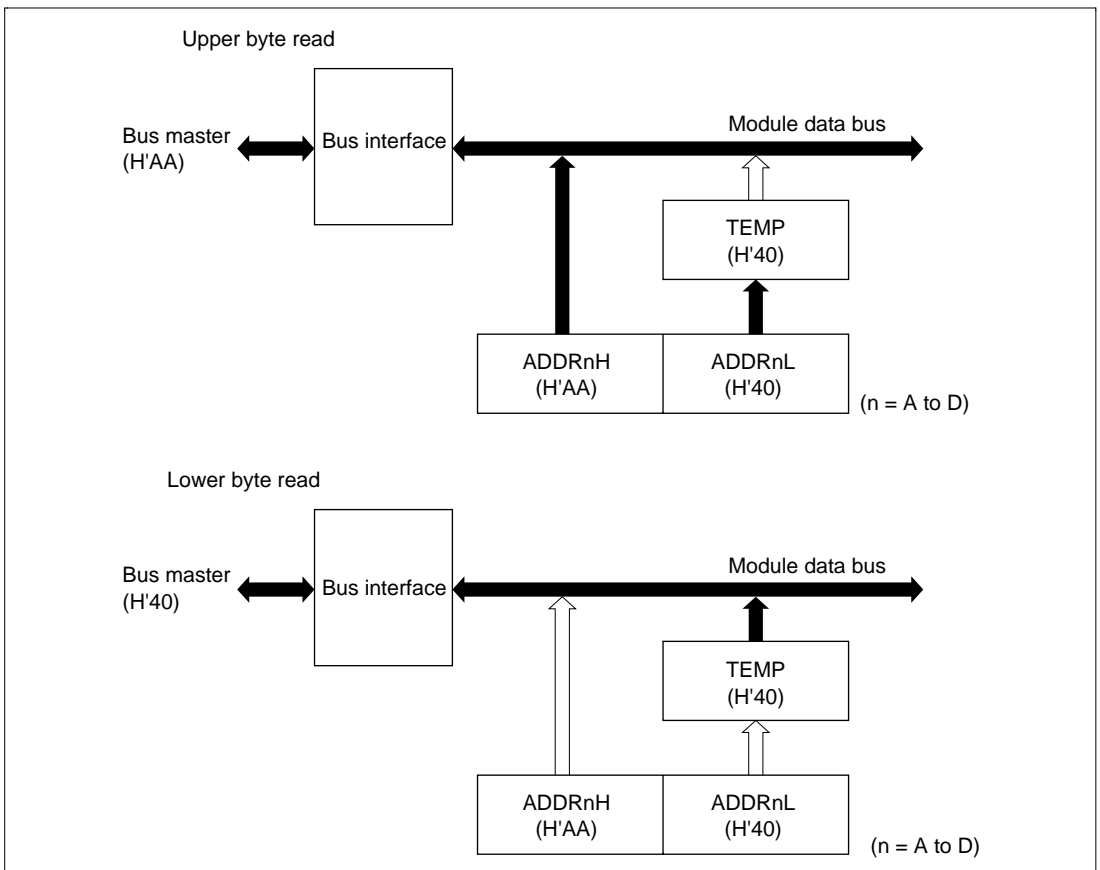 Upper byte read
Bus master
(H'AA)
Bus interface
Module data bus
TEMP
(H'40)
ADDRnH
(H'AA)
ADDRnL
(H'40)
(n = A to D)
Lower byte read
Bus master
(H'40)
Bus interface
Module data bus
TEMP
(H'40)
ADDRnH
(H'AA)
ADDRnL
(H'40)
(n = A to D)